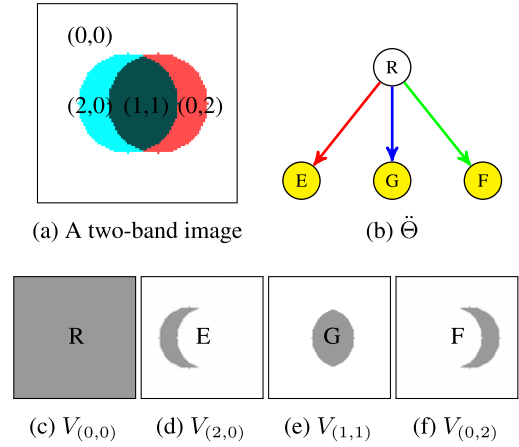 (0,0)
(2,0) (1,1) (0,2)
R
E G F
(a) A two-band image (b) Θ̈
R E G F
(c) V(0,0) (d) V(2,0) (e) V(1,1) (f) V(0,2)